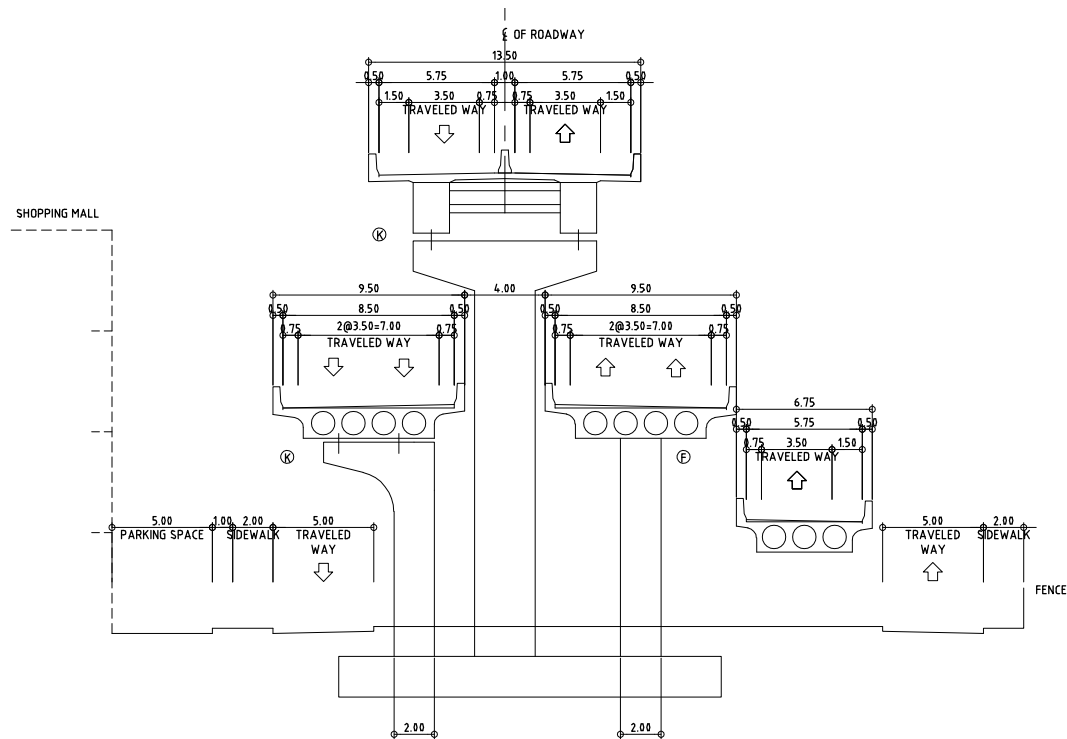 ℄ OF ROADWAY
13.50
0.50 5.75 1.00 5.75 0.50
1.50 3.50 0.75 0.75 3.50 1.50
TRAVELED WAY TRAVELED WAY
SHOPPING MALL
K
9.50 4.00 9.50
0.50 8.50 0.50 0.50 8.50 0.50
0.75 2@3.50=7.00 0.75 0.75 2@3.50=7.00 0.75
TRAVELED WAY TRAVELED WAY
6.75
0.50 5.75 0.50
0.75 3.50 1.50
TRAVELED WAY
K F
5.00 1.00 2.00 5.00 5.00 2.00
PARKING SPACE SIDEWALK TRAVELED TRAVELED SIDEWALK
WAY WAY
FENCE
2.00 2.00